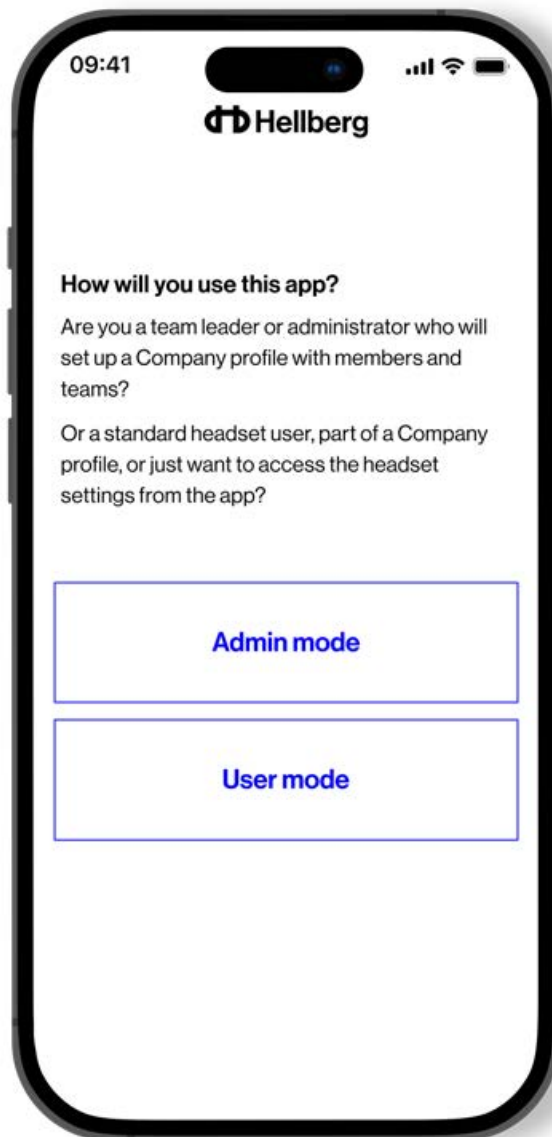 09:41
Hellberg
How will you use this app?
Are you a team leader or administrator who will
set up a Company profile with members and
teams?
Or a standard headset user, part of a Company
profile, or just want to access the headset
settings from the app?
Admin mode
User mode